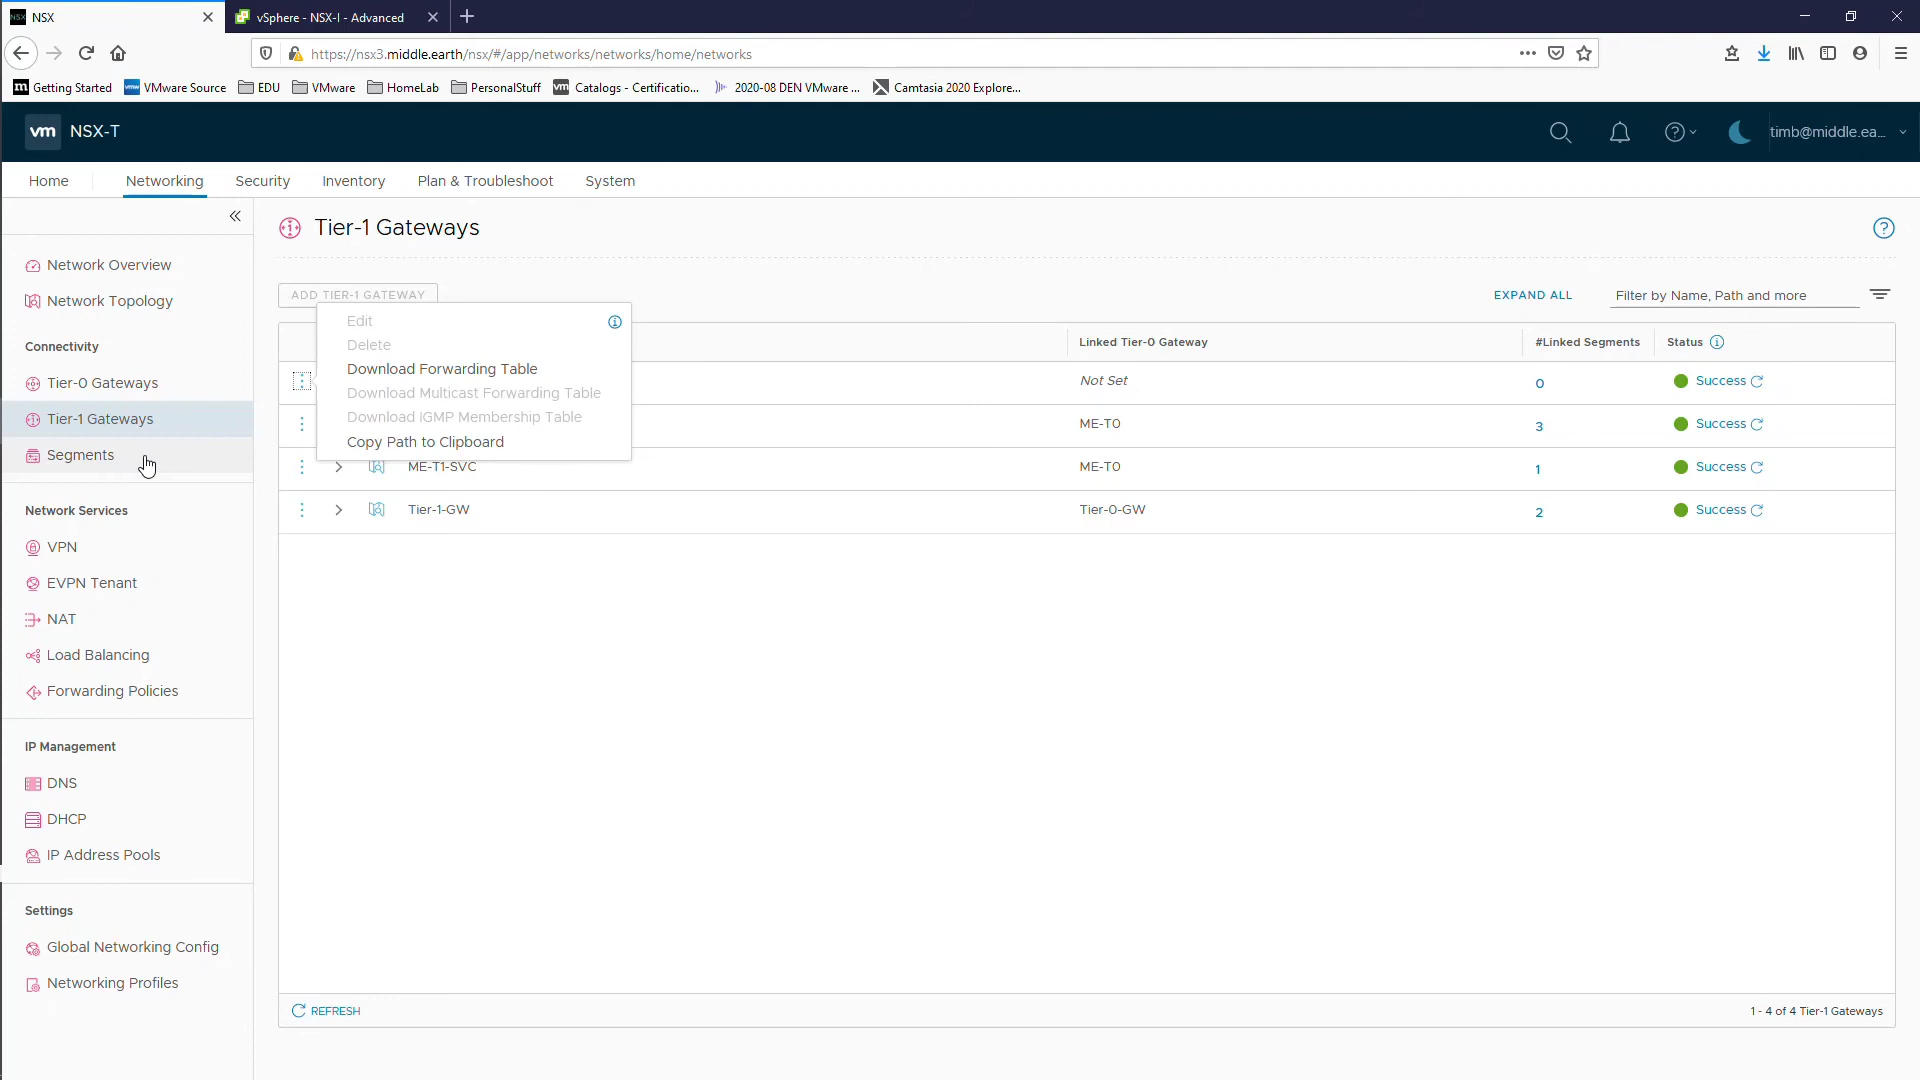 NSX
vSphere - NSX-I - Advanced
https://nsx3.middle.earth/nsx/#/app/networks/networks/home/networks
Getting Started
VMware Source
EDU
VMware
HomeLab
PersonalStuff
Catalogs - Certificatio...
2020-08 DEN VMware ...
Camtasia 2020 Explore...
vm NSX-T
timb@middle.ea...
Home
Networking
Security
Inventory
Plan & Troubleshoot
System
Network Overview
Network Topology
Connectivity
Tier-0 Gateways
Tier-1 Gateways
Segments
Network Services
VPN
EVPN Tenant
NAT
Load Balancing
Forwarding Policies
IP Management
DNS
DHCP
IP Address Pools
Settings
Global Networking Config
Networking Profiles
Tier-1 Gateways
ADD TIER-1 GATEWAY
EXPAND ALL
Filter by Name, Path and more
Edit
Delete
Download Forwarding Table
Download Multicast Forwarding Table
Download IGMP Membership Table
Copy Path to Clipboard
Linked Tier-0 Gateway
#Linked Segments
Status
Not Set 0 Success
ME-T0 3 Success
ME-T1-SVC ME-T0 1 Success
Tier-1-GW Tier-0-GW 2 Success
REFRESH
1 - 4 of 4 Tier-1 Gateways